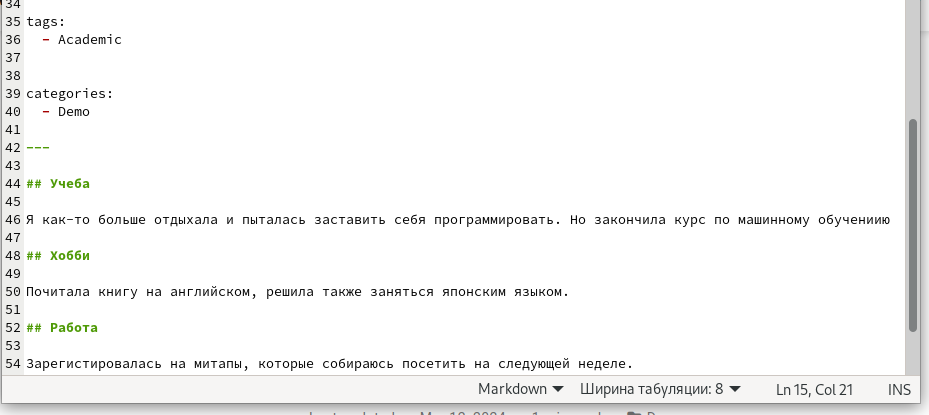 34
35 tags:
36   - Academic
37
38
39 categories:
40   - Demo
41
42 ---
43
44 ## Учеба
45
46 Я как-то больше отдыхала и пыталась заставить себя программировать. Но закончила курс по машинному обучениию
47
48 ## Хобби
49
50 Почитала книгу на английском, решила также заняться японским языком.
51
52 ## Работа
53
54 Зарегистировалась на митапы, которые собираюсь посетить на следующей неделе.
Markdown Ширина табуляции: 8 Ln 15, Col 21 INS